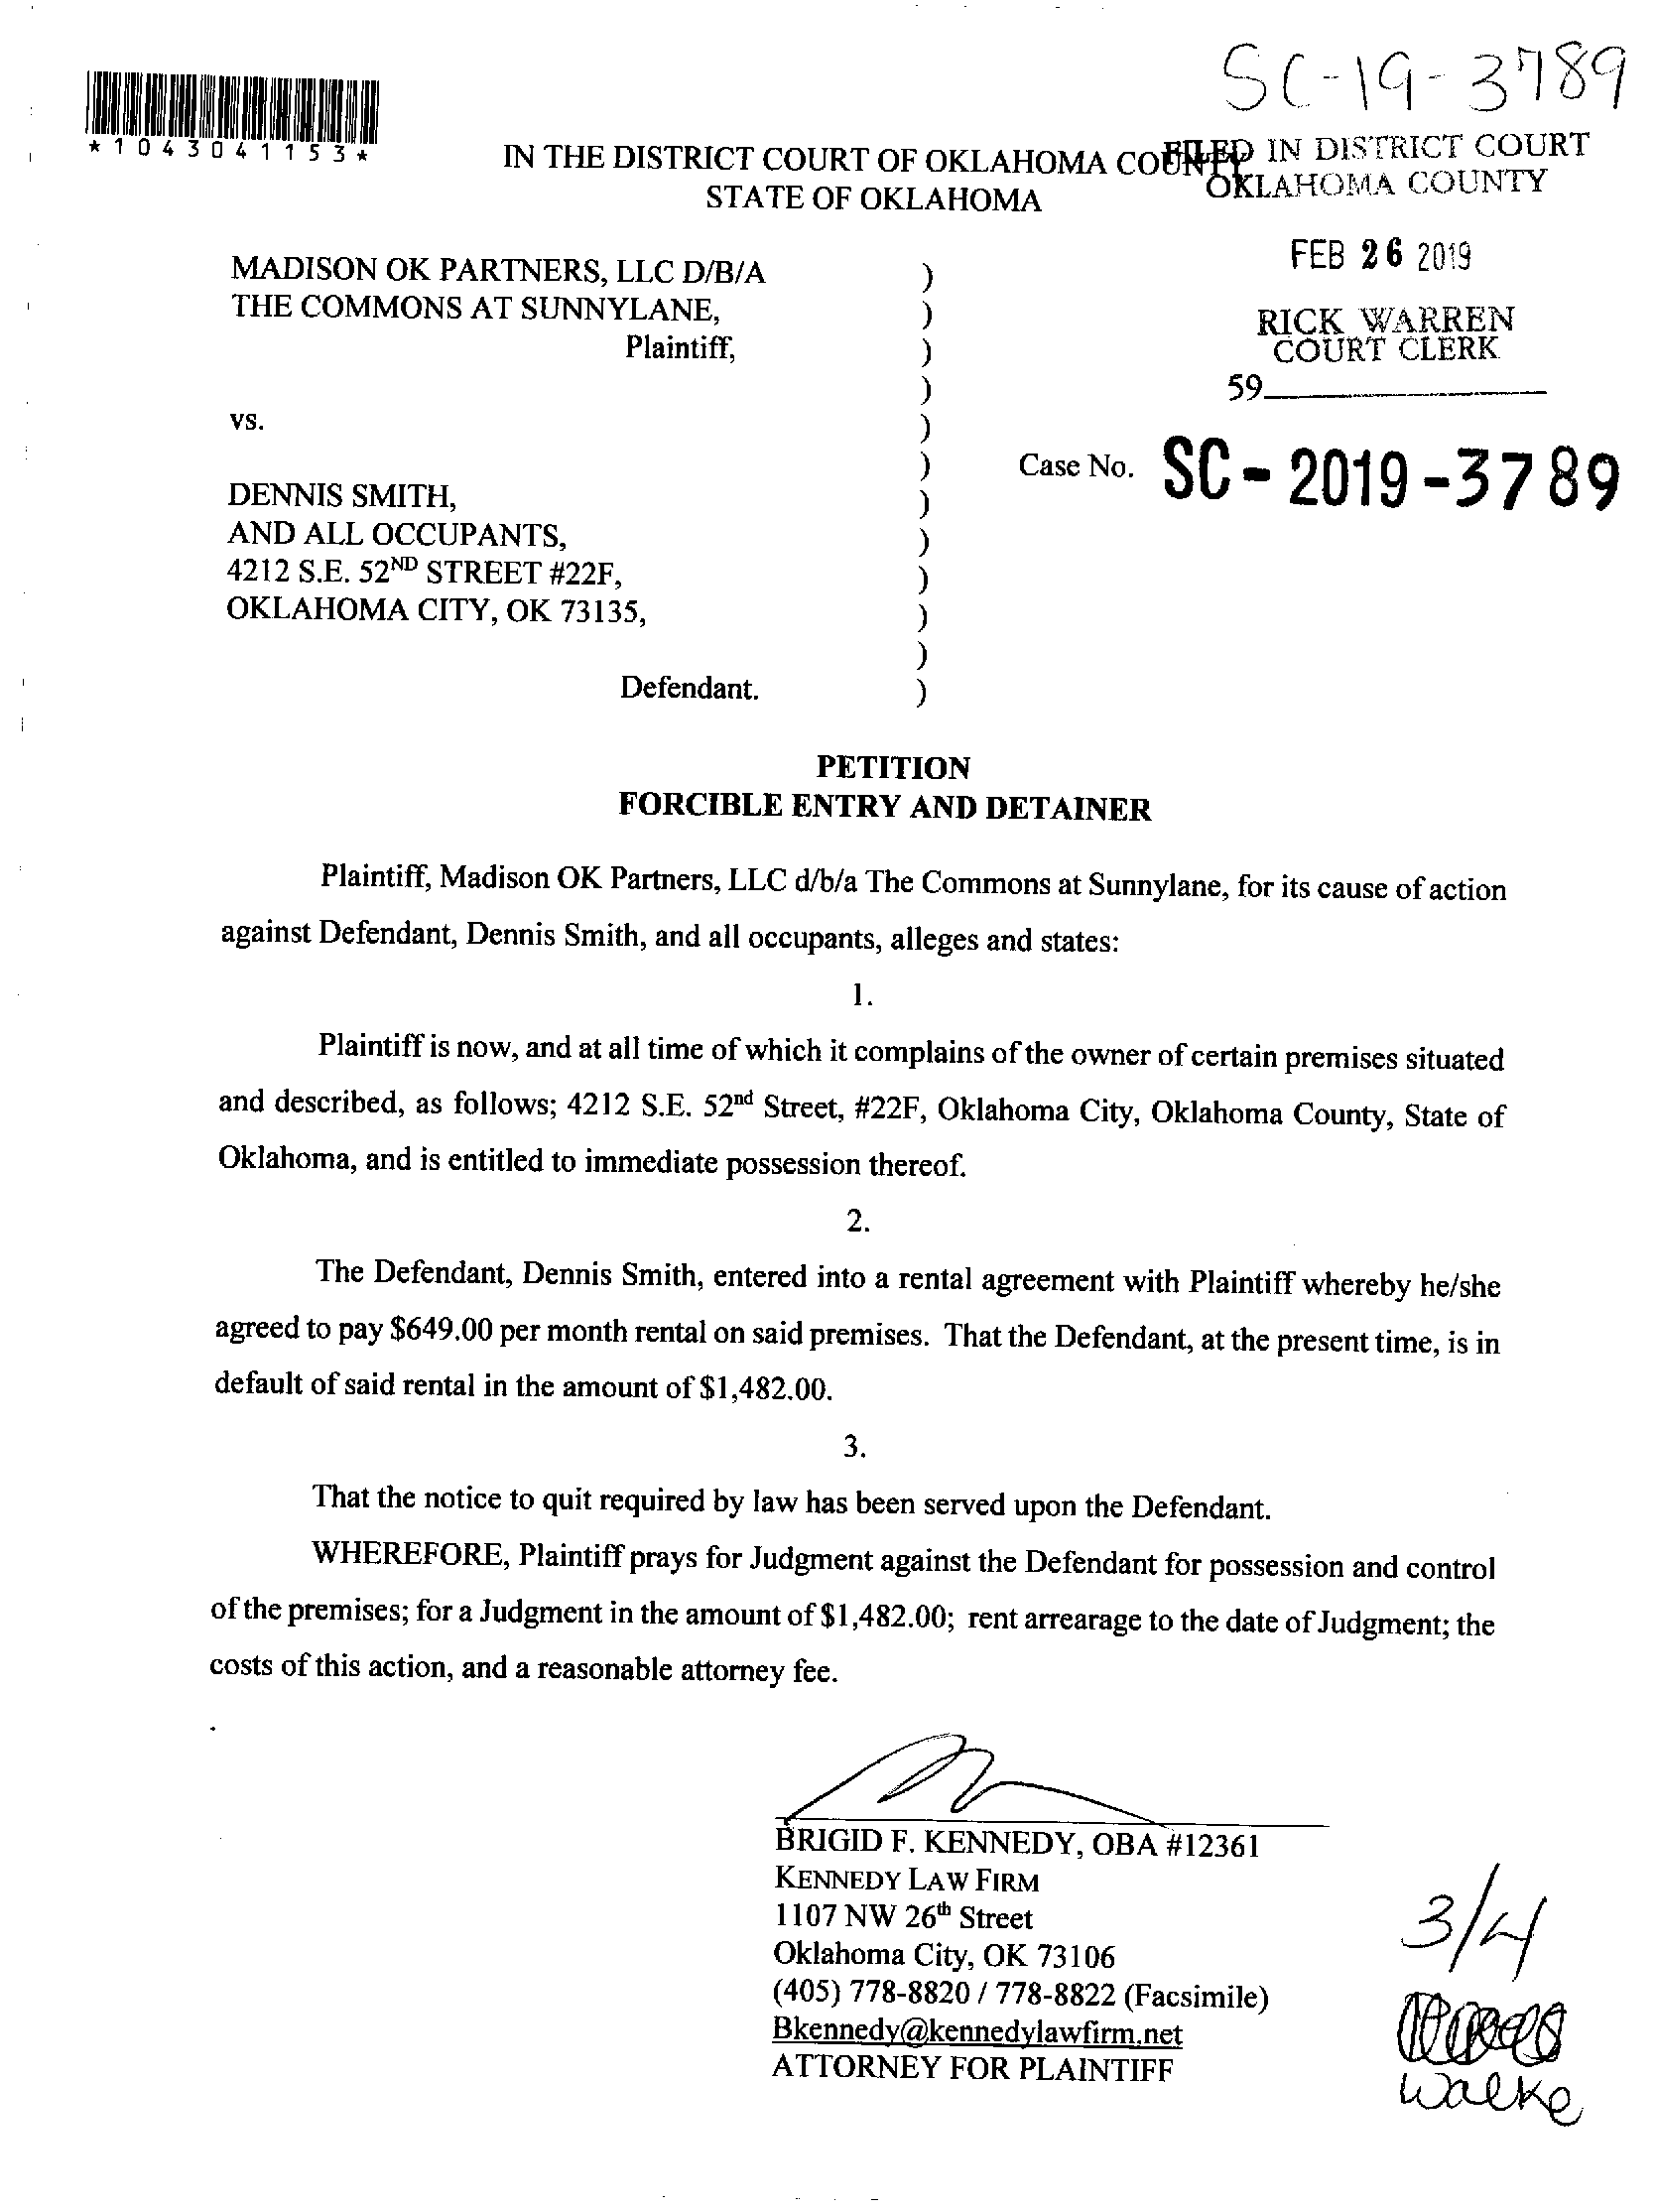 SC-19-3789
*1043041153*
IN THE DISTRICT COURT OF OKLAHOMA COUNTY
STATE OF OKLAHOMA
FILED IN DISTRICT COURT
OKLAHOMA COUNTY
FEB 26 2019
RICK WARREN
COURT CLERK
59
MADISON OK PARTNERS, LLC D/B/A )
THE COMMONS AT SUNNYLANE, )
Plaintiff, )
)
vs. )
) Case No. SC-2019-3789
DENNIS SMITH, )
AND ALL OCCUPANTS, )
4212 S.E. 52ND STREET #22F, )
OKLAHOMA CITY, OK 73135, )
)
Defendant. )
PETITION
FORCIBLE ENTRY AND DETAINER
Plaintiff, Madison OK Partners, LLC d/b/a The Commons at Sunnylane, for its cause of action
against Defendant, Dennis Smith, and all occupants, alleges and states:
1.
Plaintiff is now, and at all time of which it complains of the owner of certain premises situated
and described, as follows; 4212 S.E. 52nd Street, #22F, Oklahoma City, Oklahoma County, State of
Oklahoma, and is entitled to immediate possession thereof.
2.
The Defendant, Dennis Smith, entered into a rental agreement with Plaintiff whereby he/she
agreed to pay $649.00 per month rental on said premises. That the Defendant, at the present time, is in
default of said rental in the amount of $1,482.00.
3.
That the notice to quit required by law has been served upon the Defendant.
WHEREFORE, Plaintiff prays for Judgment against the Defendant for possession and control
of the premises; for a Judgment in the amount of $1,482.00; rent arrearage to the date of Judgment; the
costs of this action, and a reasonable attorney fee.
BRIGID F. KENNEDY, OBA #12361
KENNEDY LAW FIRM
1107 NW 26th Street
Oklahoma City, OK 73106
(405) 778-8820 / 778-8822 (Facsimile)
Bkennedy@kennedylawfirm.net
ATTORNEY FOR PLAINTIFF
3/4
Walke